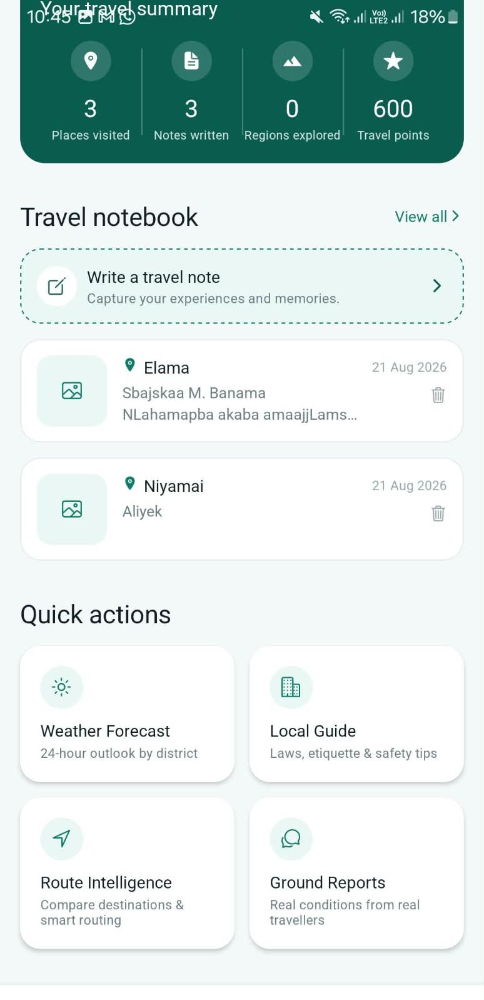 Your travel summary
10:45
Vo)) LTE2 18%
3
Places visited
3
Notes written
0
Regions explored
600
Travel points
Travel notebook
View all
Write a travel note
Capture your experiences and memories.
Elama
21 Aug 2026
Sbajskaa M. Banama
NLahamapba akaba amaajjLams...
Niyamai
21 Aug 2026
Aliyek
Quick actions
Weather Forecast
24-hour outlook by district
Local Guide
Laws, etiquette & safety tips
Route Intelligence
Compare destinations &
smart routing
Ground Reports
Real conditions from real
travellers